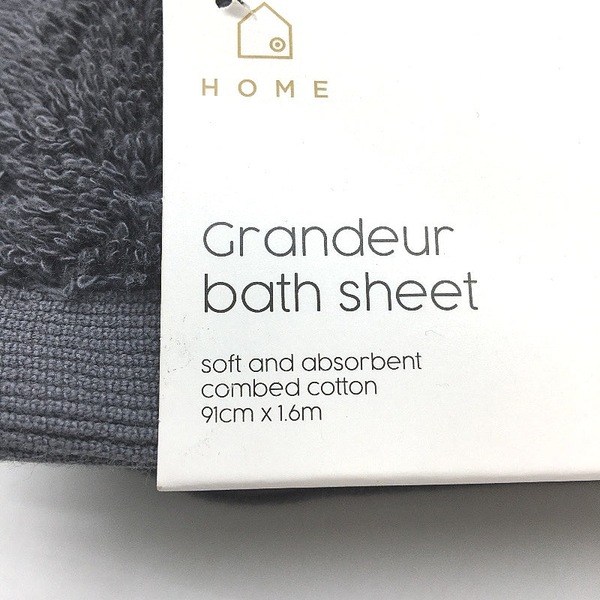 HOME
Grandeur
bath sheet
soft and absorbent
combed cotton
91cm x 1.6m